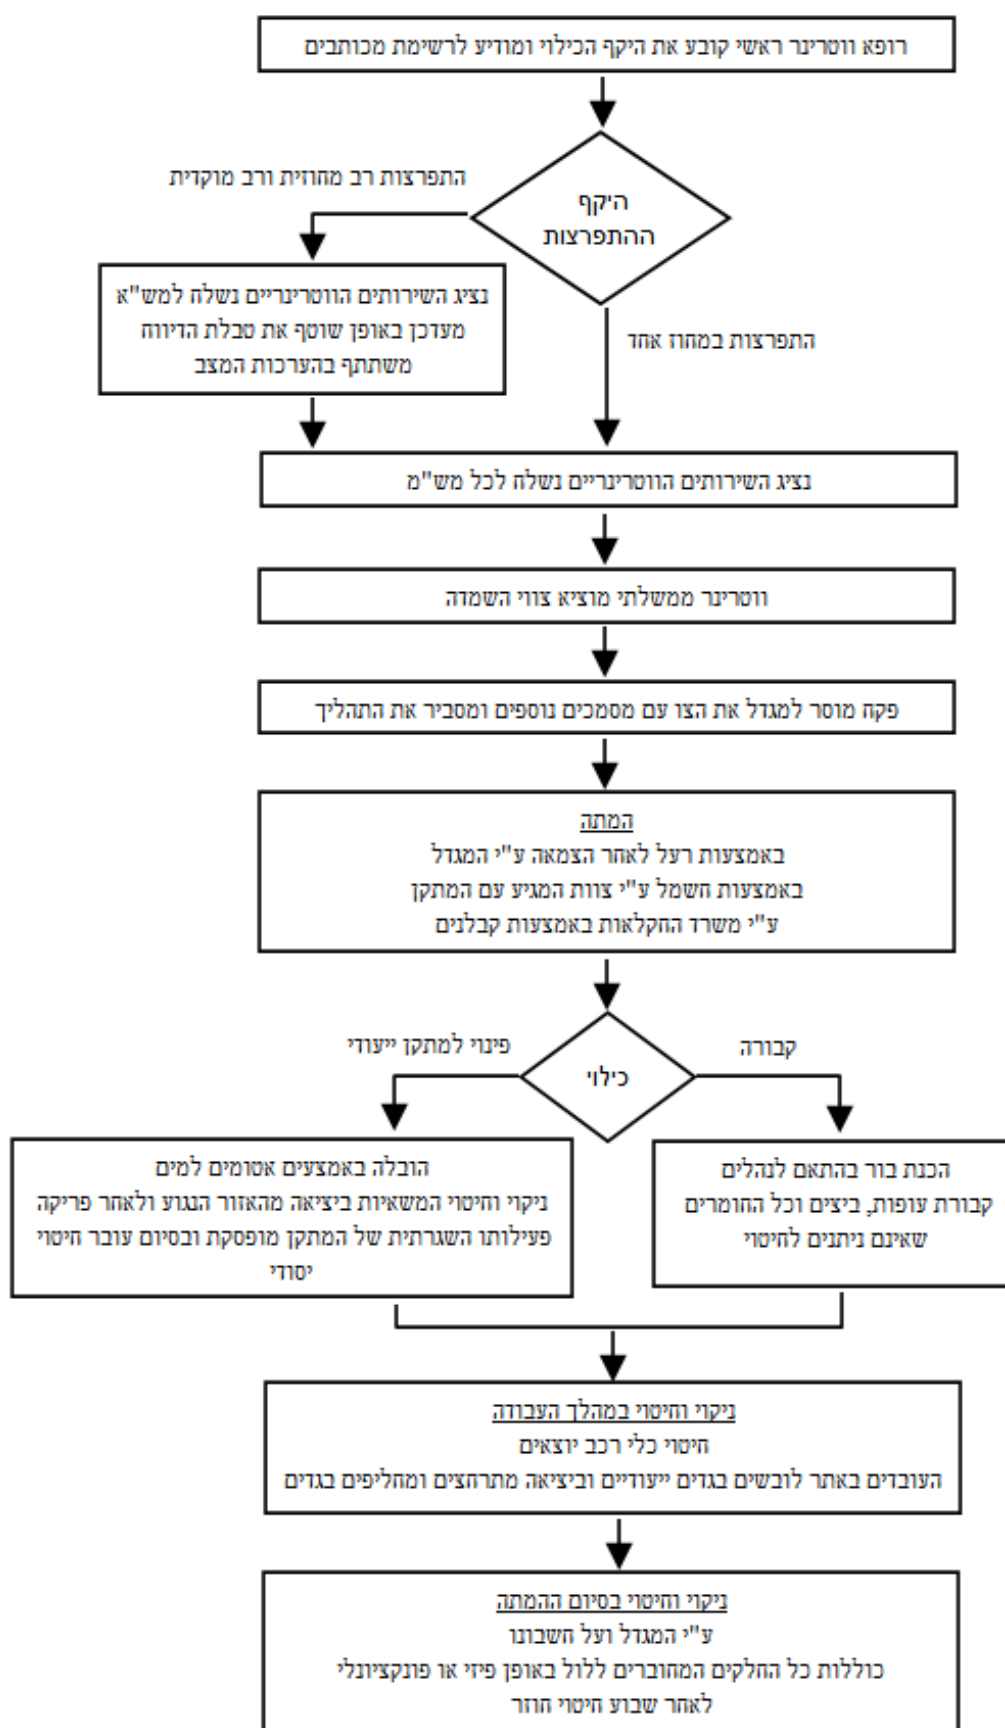 רופא ווטרינר ראשי קובע את היקף הכילוי ומודיע לרשימת מכותבים
היקף
ההתפרצות
התפרצות רב מחוזית ורב מוקדית
נציג השירותים הווטרינריים נשלח למש"א
מעדכן באופן שוטף את טבלת הדיווח
משתתף בהערכות המצב
התפרצות במחוז אחד
נציג השירותים הווטרינריים נשלח לכל מש"מ
ווטרינר ממשלתי מוציא צווי השמדה
פקח מוסר למגדל את הצו עם מסמכים נוספים ומסביר את התהליך
המתה
באמצעות רעל לאחר הצמאה ע"י המגדל
באמצעות חשמל ע"י צוות המגיע עם המתקן
ע"י משרד החקלאות באמצעות קבלנים
כילוי
קבורה
פינוי למתקן ייעודי
הכנת בור בהתאם לנהלים
קבורת עופות, ביצים וכל החומרים
שאינם ניתנים לחיטוי
הובלה באמצעים אטומים למים
ניקוי וחיטוי המשאיות ביציאה מהאזור הנגוע ולאחר פריקה
פעילותו השגרתית של המתקן מופסקת ובסיום עובר חיטוי
יסודי
ניקוי וחיטוי במהלך העבודה
חיטוי כלי רכב יוצאים
העובדים באתר לובשים בגדים ייעודיים וביציאה מתרחצים ומחליפים בגדים
ניקוי וחיטוי בסיום ההמתה
ע"י המגדל ועל חשבונו
כוללות כל החלקים המחוברים ללול באופן פיזי או פונקציונלי
לאחר שבוע חיטוי חוזר